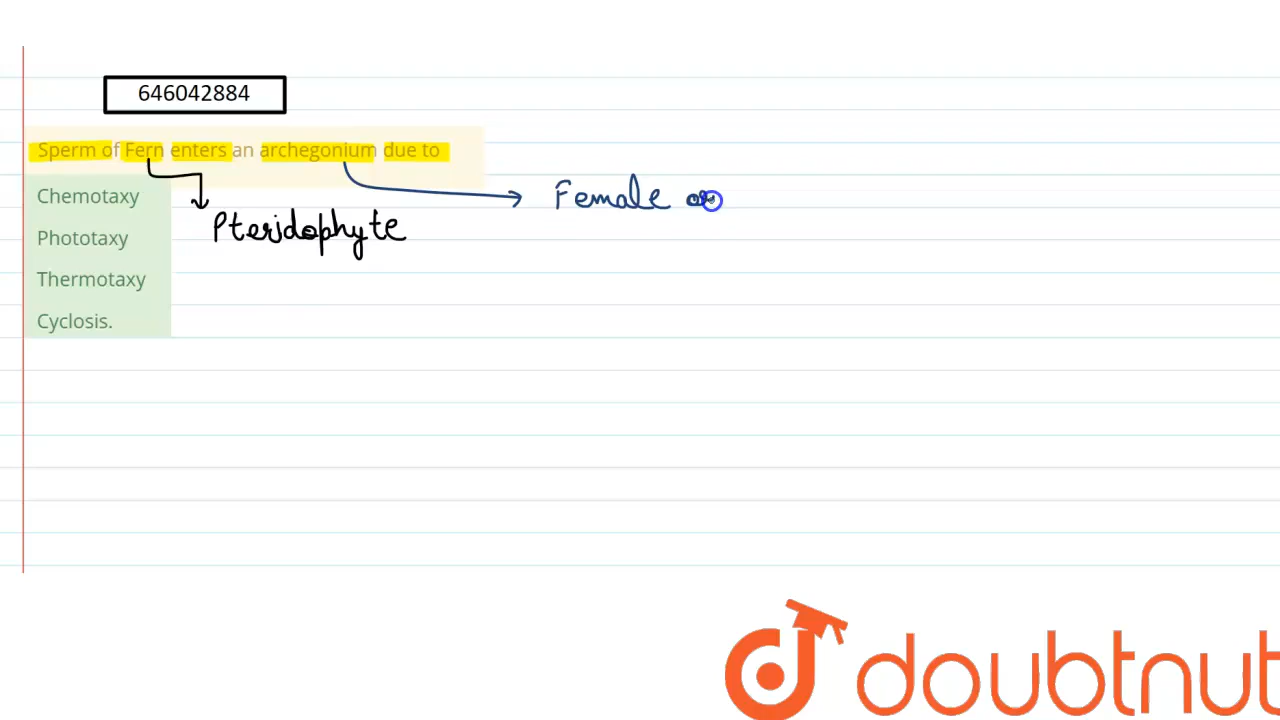 646042884
Sperm of Fern enters an archegonium due to
Chemotaxy
Female
Pteridophyte
Phototaxy
Thermotaxy
Cyclosis.
doubtnut